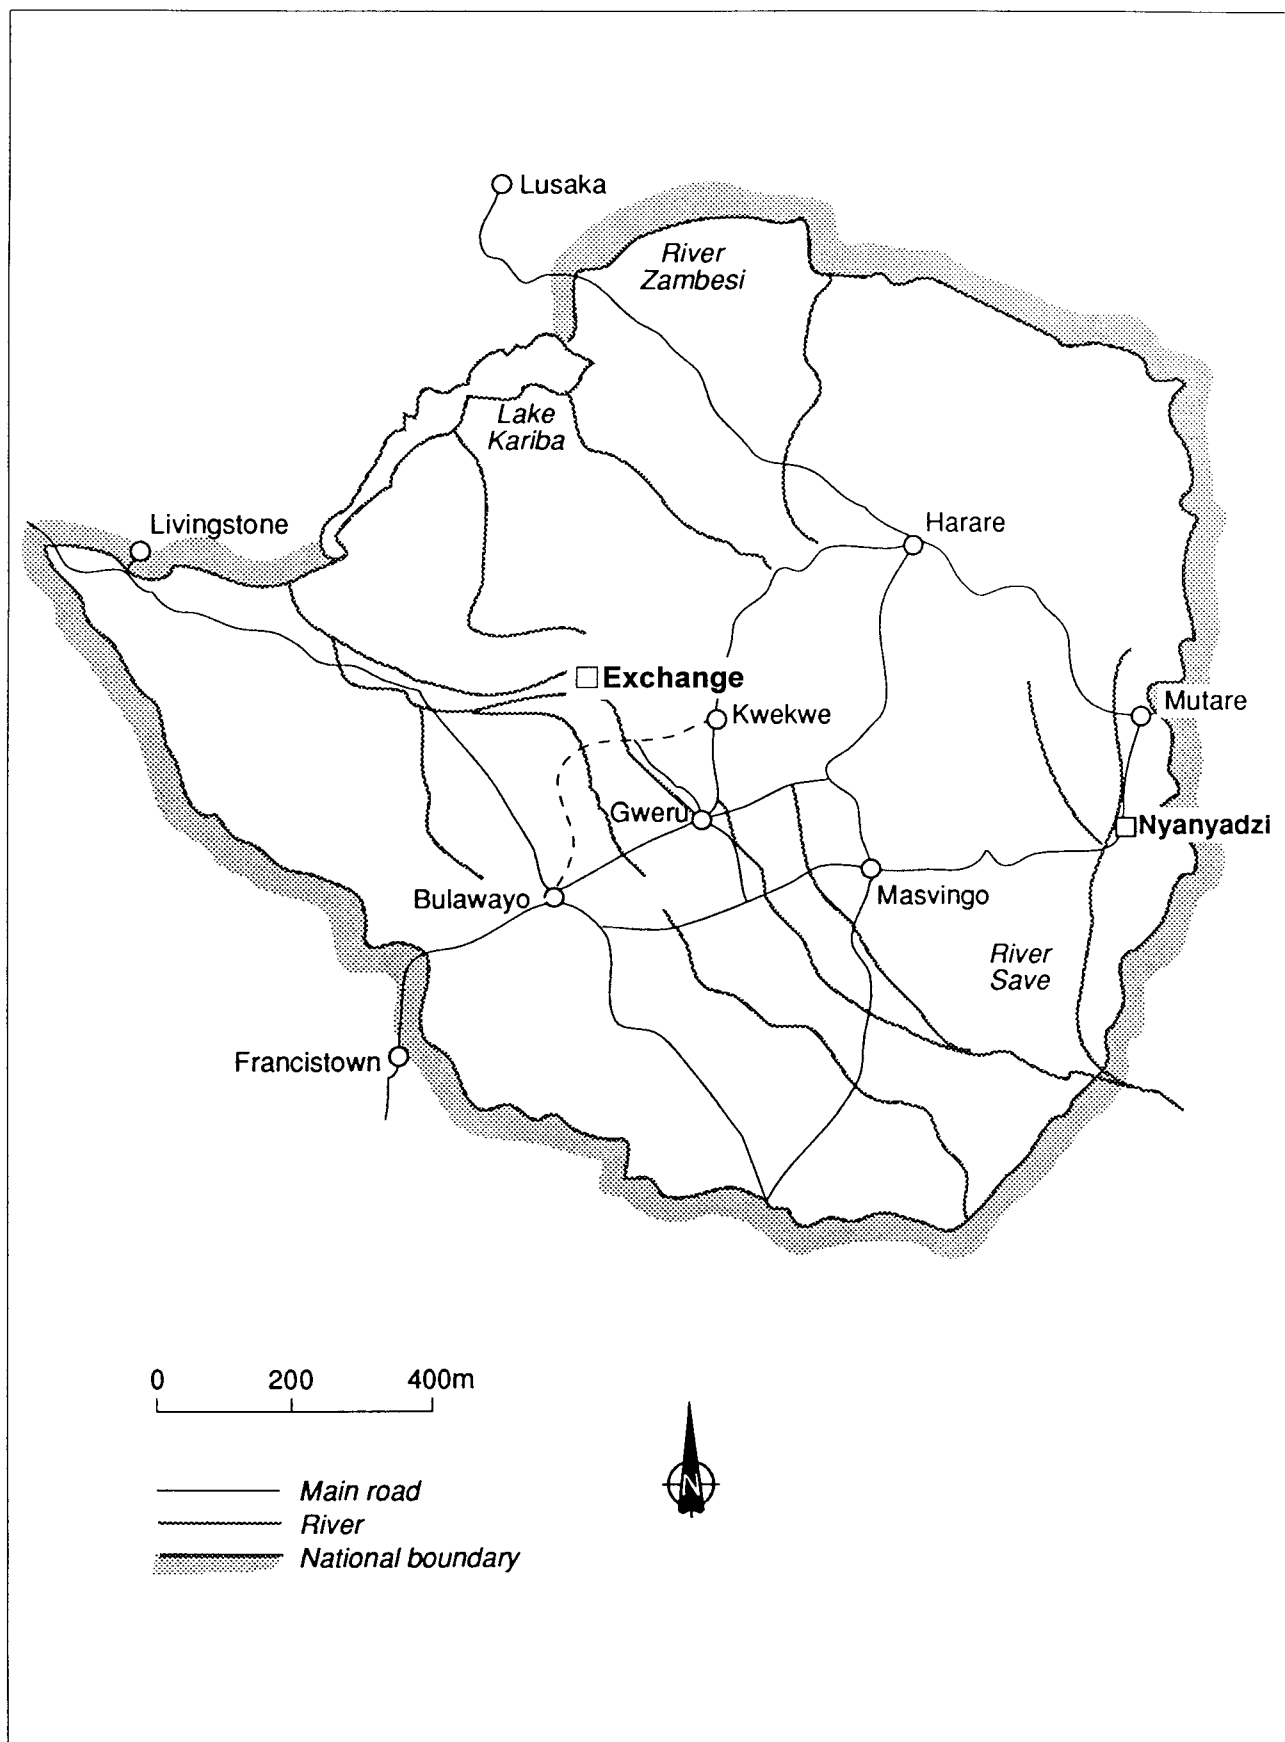 Lusaka
River
Zambesi
Lake
Kariba
Livingstone
Harare
Exchange
Kwekwe
Mutare
Gweru
Nyanyadzi
Bulawayo
Masvingo
River
Save
Francistown
0 200 400m
N
Main road
River
National boundary